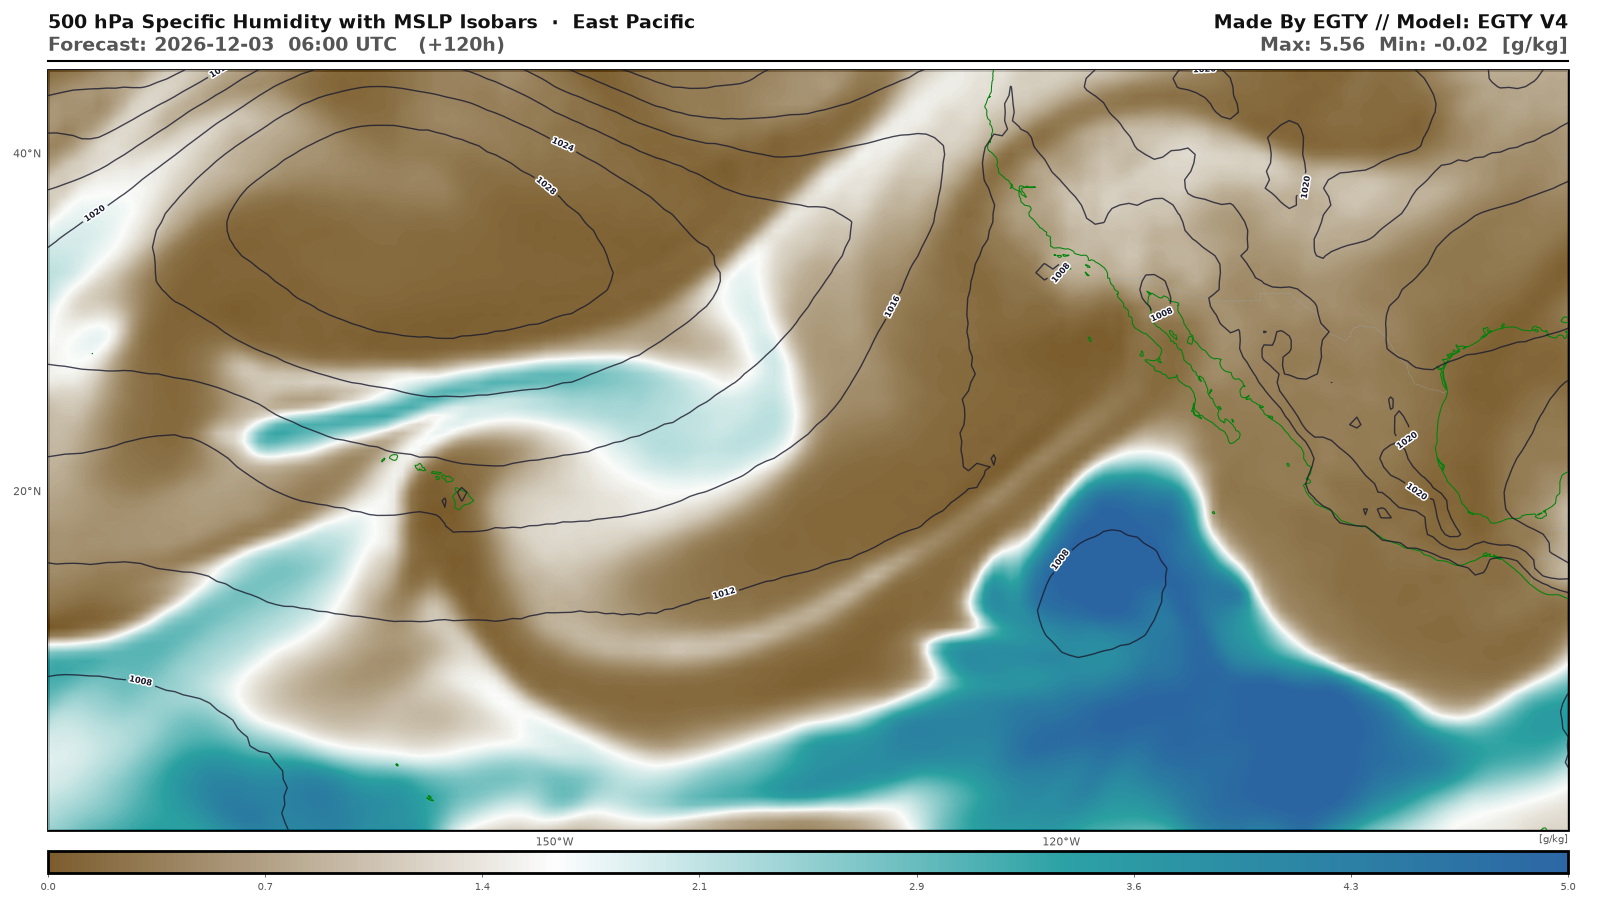 500 hPa Specific Humidity with MSLP Isobars · East Pacific
Made By EGTY // Model: EGTY V4
Forecast: 2026-12-03 06:00 UTC (+120h)
Max: 5.56 Min: -0.02 [g/kg]
1024
40°N
1028
1020
1020
1008
1016
1008
1020
20°N
1020
1008
1012
1008
150°W
120°W
[g/kg]
0.0
0.7
1.4
2.1
2.9
3.6
4.3
5.0